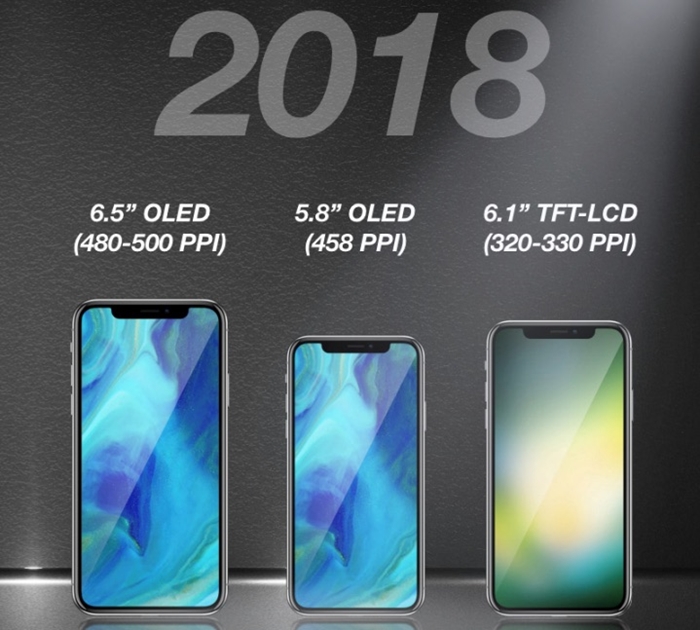 2018
6.5” OLED
(480-500 PPI)
5.8” OLED
(458 PPI)
6.1” TFT-LCD
(320-330 PPI)